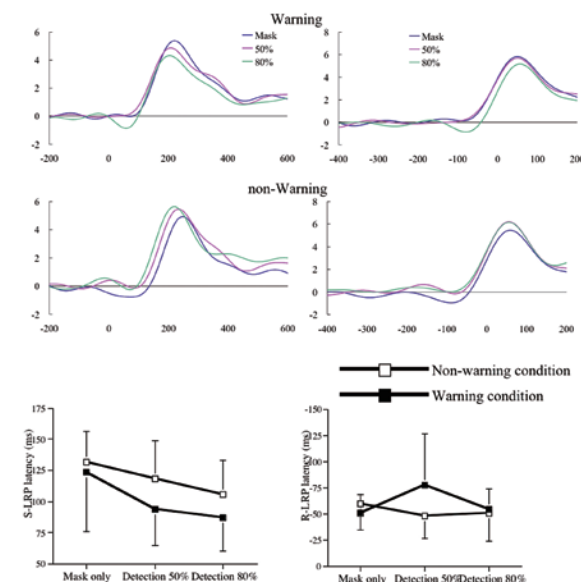 Warning
6 Mask 8 Mask
4 50% 6 50%
2 80% 4 80%
0 2
-2 0
-2
-200 0 200 400 600 -400 -300 -200 -100 0 100
non-Warning
6 8
4 6
2 4
0 2
-2 0
-2
-200 0 200 400 600 -400 -300 -200 -100 0 100 200
Non-warning condition
Warning condition
S-LRP latency (ms)
175
150
125
100
75
50
Mask only Detection 50% Detection 80%
R-LRP latency (ms)
-150
-125
-100
-75
-50
-25
0
Mask only Detection 50% Detection 80%